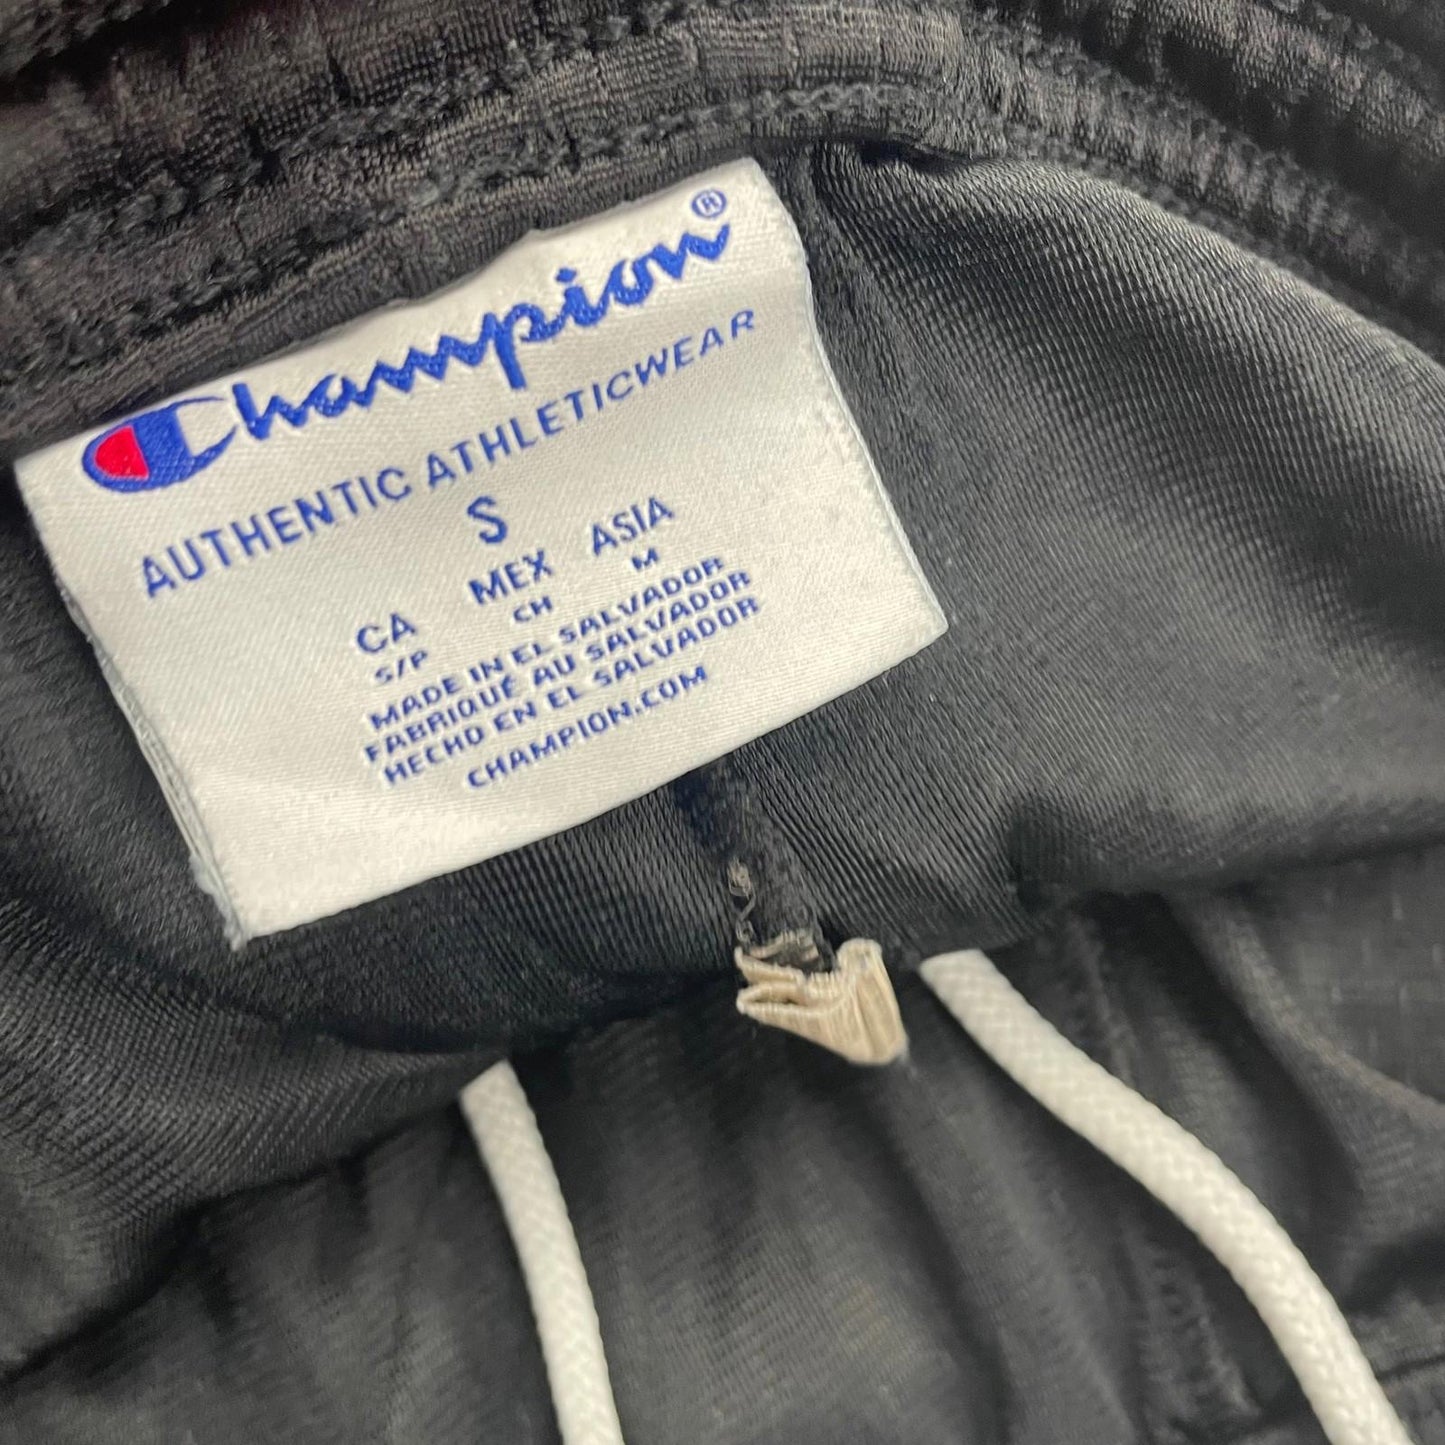 Champion®
AUTHENTIC ATHLETICWEAR
S
CA MEX ASIA
S/P CH M
MADE IN EL SALVADOR
FABRIQUÉ AU SALVADOR
HECHO EN EL SALVADOR
CHAMPION.COM